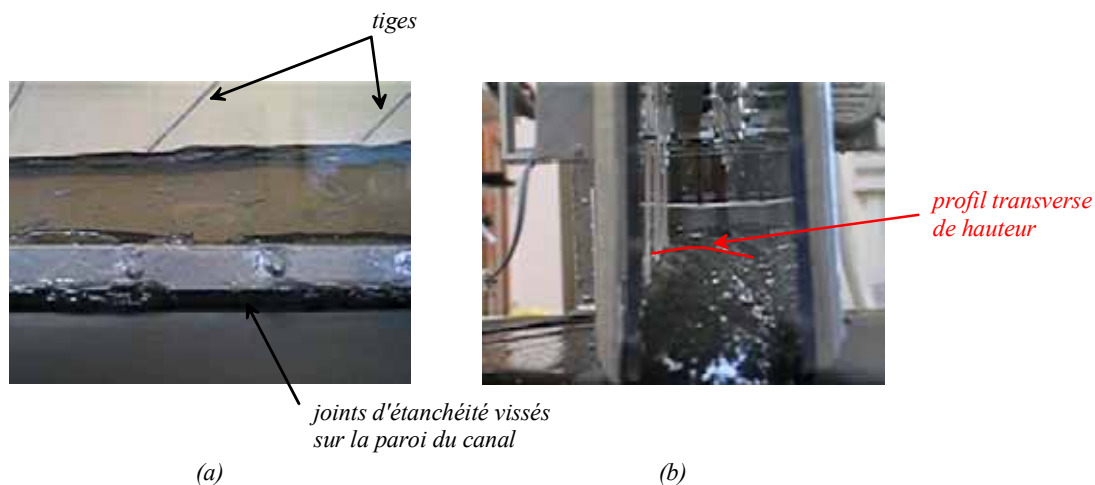 tiges
profil transverse
de hauteur
joints d'étanchéité vissés
sur la paroi du canal
(a)
(b)